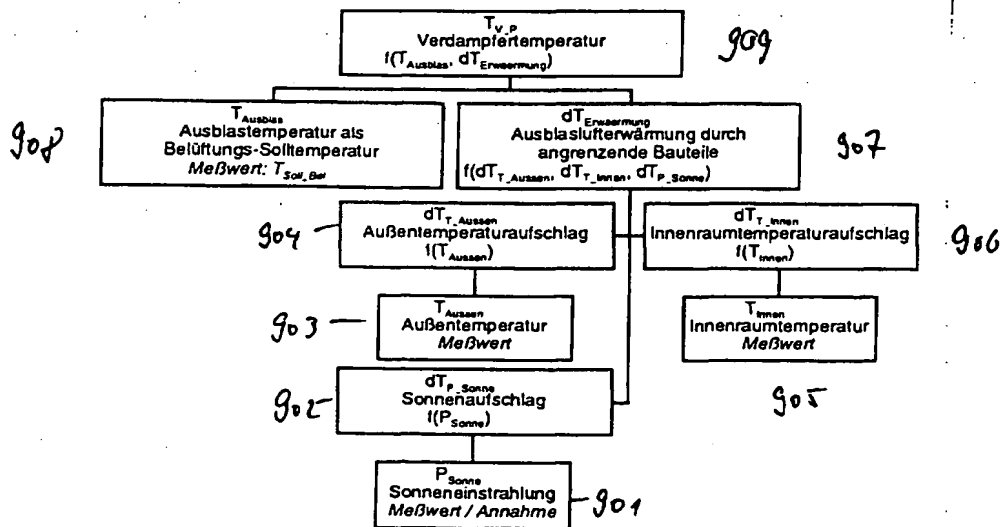 T_V_P
Verdampfertemperatur
f(T_Ausblas, dT_Erwaermung)
909
T_Ausblas
Ausblastemperatur als
Belüftungs-Solltemperatur
Meßwert: T_Soll_Bel
908
dT_Erwaermung
Ausblaslufterwärmung durch
angrenzende Bauteile
f(dT_T_Aussen, dT_T_Innen, dT_P_Sonne)
907
904
dT_T_Aussen
Außentemperaturaufschlag
f(T_Aussen)
dT_T_Innen
Innenraumtemperaturaufschlag
f(T_Innen)
906
903
T_Aussen
Außentemperatur
Meßwert
T_Innen
Innenraumtemperatur
Meßwert
905
902
dT_P_Sonne
Sonnenaufschlag
f(P_Sonne)
P_Sonne
Sonneneinstrahlung
Meßwert / Annahme
901